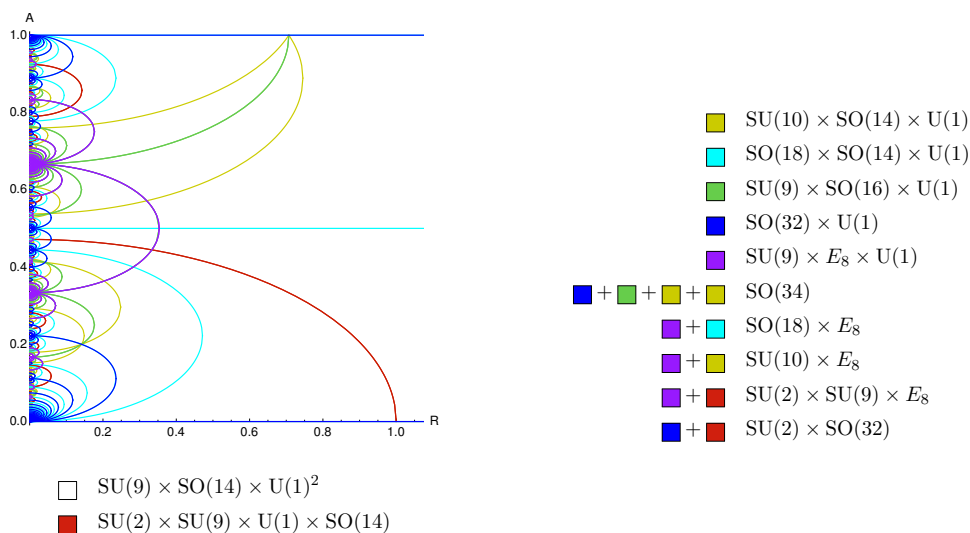 A
1.0
0.8
0.6
0.4
0.2
0.0
0.2 0.4 0.6 0.8 1.0 R
SU(10) × SO(14) × U(1)
SO(18) × SO(14) × U(1)
SU(9) × SO(16) × U(1)
SO(32) × U(1)
SU(9) × E₈ × U(1)
+ + + SO(34)
+ SO(18) × E₈
+ SU(10) × E₈
+ SU(2) × SU(9) × E₈
+ SU(2) × SO(32)
SU(9) × SO(14) × U(1)²
SU(2) × SU(9) × U(1) × SO(14)